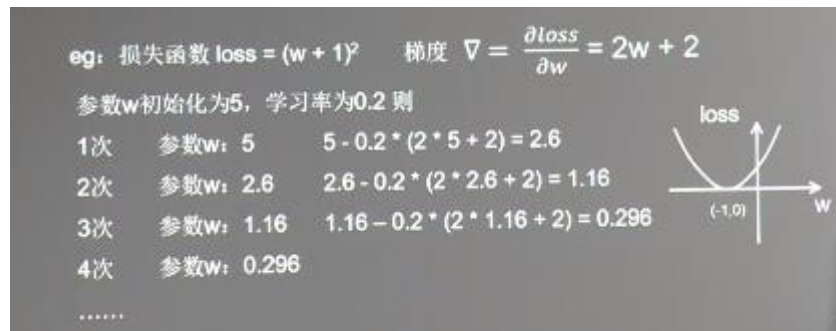 eg：损失函数 loss = (w + 1)²  梯度 ∇ = ∂loss/∂w = 2w + 2
参数w初始化为5，学习率为0.2 则
1次 参数w：5 5 - 0.2 * (2 * 5 + 2) = 2.6
2次 参数w：2.6 2.6 - 0.2 * (2 * 2.6 + 2) = 1.16
3次 参数w：1.16 1.16 – 0.2 * (2 * 1.16 + 2) = 0.296
4次 参数w：0.296
......
loss
(-1,0)
w